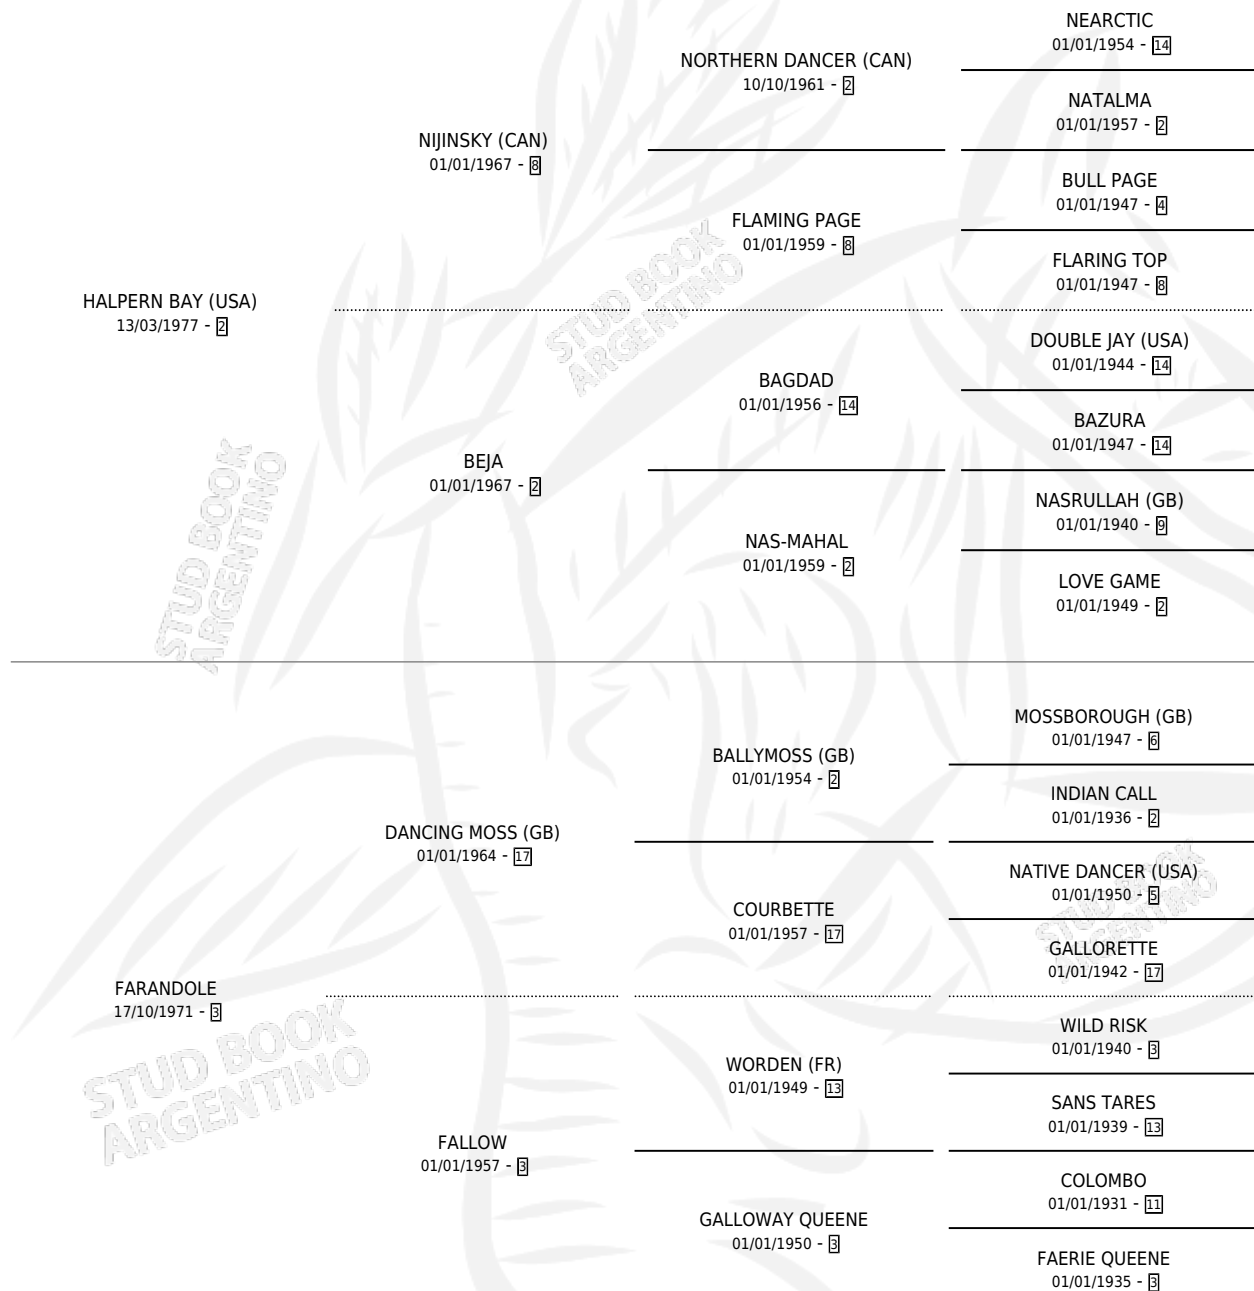 NEARCTIC
01/01/1954 - 14
NORTHERN DANCER (CAN)
10/10/1961 - 2
NATALMA
01/01/1957 - 2
NIJINSKY (CAN)
01/01/1967 - 8
BULL PAGE
01/01/1947 - 4
FLAMING PAGE
01/01/1959 - 8
FLARING TOP
01/01/1947 - 8
HALPERN BAY (USA)
13/03/1977 - 2
DOUBLE JAY (USA)
01/01/1944 - 14
BAGDAD
01/01/1956 - 14
BAZURA
01/01/1947 - 14
BEJA
01/01/1967 - 2
NASRULLAH (GB)
01/01/1940 - 9
NAS-MAHAL
01/01/1959 - 2
LOVE GAME
01/01/1949 - 2
MOSSBOROUGH (GB)
01/01/1947 - 6
BALLYMOSS (GB)
01/01/1954 - 2
INDIAN CALL
01/01/1936 - 2
DANCING MOSS (GB)
01/01/1964 - 17
NATIVE DANCER (USA)
01/01/1950 - 5
COURBETTE
01/01/1957 - 17
GALLORETTE
01/01/1942 - 17
FARANDOLE
17/10/1971 - 3
WILD RISK
01/01/1940 - 3
WORDEN (FR)
01/01/1949 - 13
SANS TARES
01/01/1939 - 13
FALLOW
01/01/1957 - 3
COLOMBO
01/01/1931 - 11
GALLOWAY QUEENE
01/01/1950 - 3
FAERIE QUEENE
01/01/1935 - 3
STUD BOOK
ARGENTINO
STUD BOOK
ARGENTINO
STUD BOOK
ARGENTINO
STUD BOOK
ARGENTINO